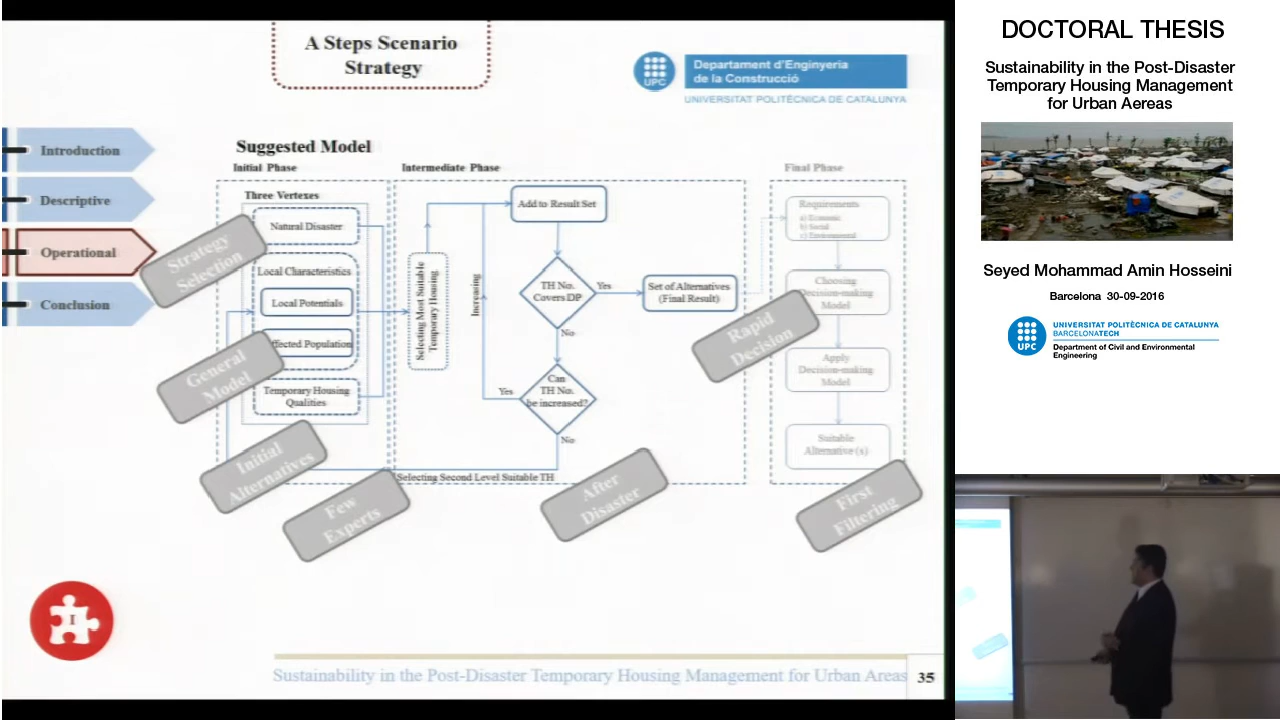 A Steps Scenario
Strategy
UPC
Departament d'Enginyeria
de la Construcció
UNIVERSITAT POLITÈCNICA DE CATALUNYA
Introduction
Descriptive
Operational
Conclusion
Suggested Model
Initial Phase
Intermediate Phase
Final Phase
Three Vertexes
Natural Disaster
Local Characteristics
Local Potentials
ffected Population
Temporary Housing
Qualities
Selecting Most Suitable
Temporary Housing
Increasing
Add to Result Set
TH No.
Covers DP
Yes
No
Set of Alternatives
(Final Result)
Can
TH No.
be increased?
Yes
No
Selecting Second Level Suitable TH
Requirements
a) Economic
b) Social
c) Environmental
Choosing
Decision-making
Model
Apply
Decision-making
Model
Suitable
Alternative (s)
Strategy
Selection
General
Model
Initial
Alternatives
Few
Experts
After
Disaster
Rapid
Decision
First
Filtering
I
Sustainability in the Post-Disaster Temporary Housing Management for Urban Areas
35
DOCTORAL THESIS
Sustainability in the Post-Disaster
Temporary Housing Management
for Urban Aereas
Seyed Mohammad Amin Hosseini
Barcelona 30-09-2016
UPC
UNIVERSITAT POLITÈCNICA DE CATALUNYA
BARCELONATECH
Department of Civil and Environmental
Engineering